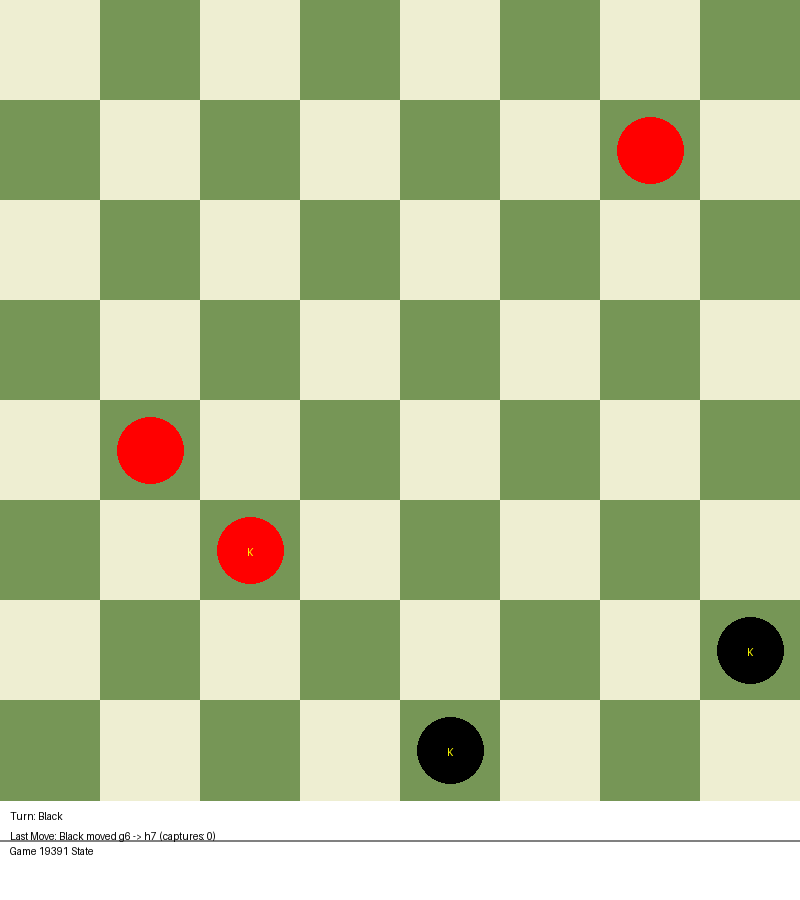 K
K
K
Turn: Black
Last Move: Black moved g6 -> h7 (captures: 0)
Game 19391 State